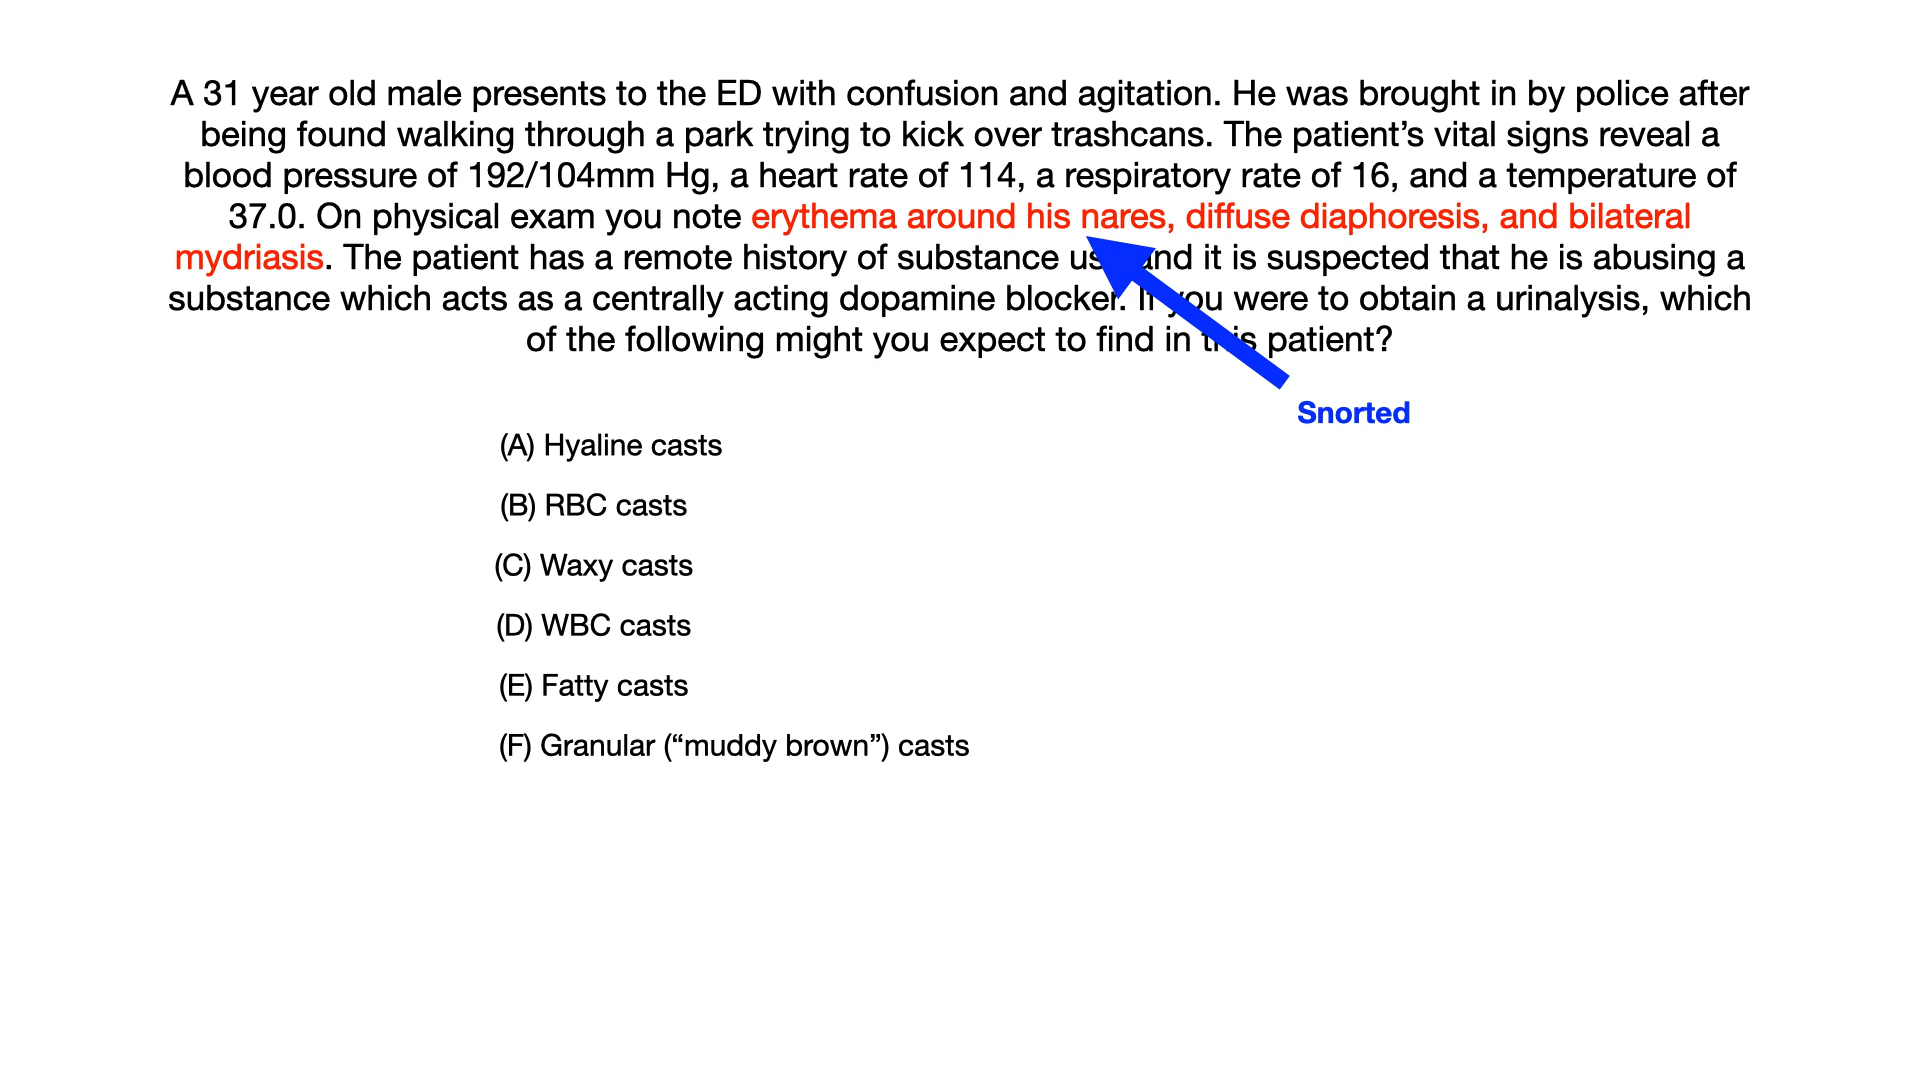 A 31 year old male presents to the ED with confusion and agitation. He was brought in by police after
being found walking through a park trying to kick over trashcans. The patient’s vital signs reveal a
blood pressure of 192/104mm Hg, a heart rate of 114, a respiratory rate of 16, and a temperature of
37.0. On physical exam you note erythema around his nares, diffuse diaphoresis, and bilateral
mydriasis. The patient has a remote history of substance use and it is suspected that he is abusing a
substance which acts as a centrally acting dopamine blocker. If you were to obtain a urinalysis, which
of the following might you expect to find in this patient?
Snorted
(A) Hyaline casts
(B) RBC casts
(C) Waxy casts
(D) WBC casts
(E) Fatty casts
(F) Granular (“muddy brown”) casts